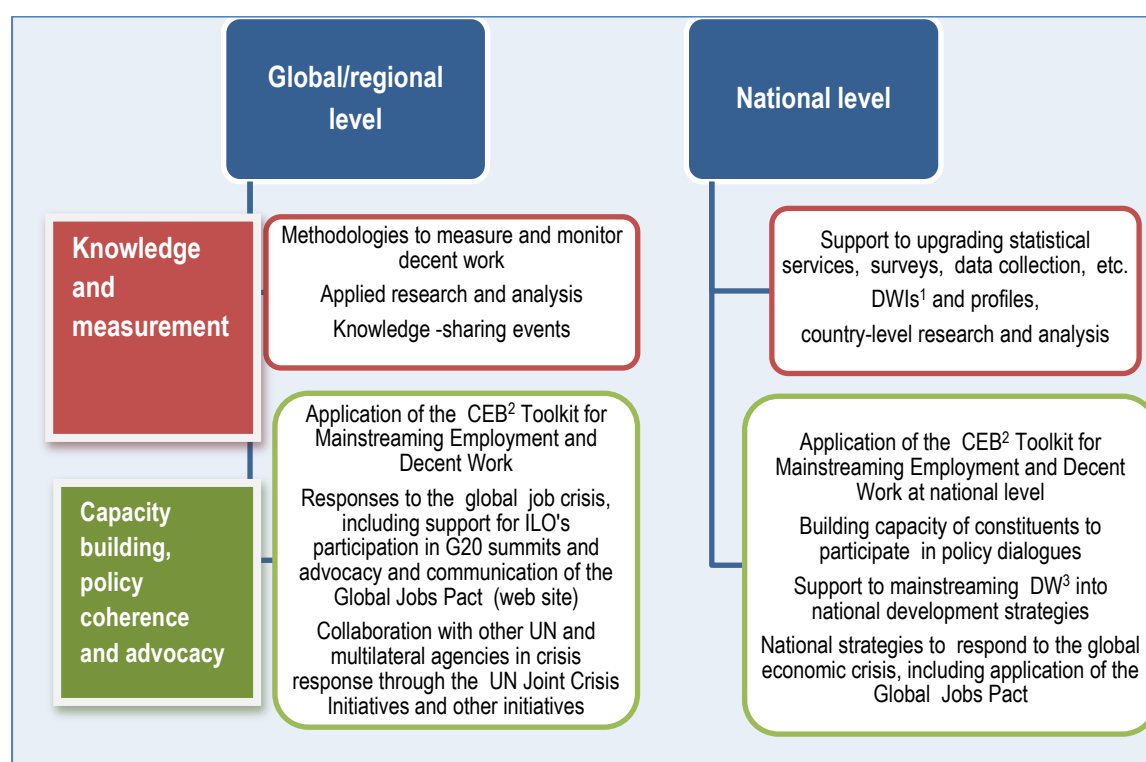 Global/regional
level
National level
Knowledge
and
measurement
Methodologies to measure and monitor
decent work
Applied research and analysis
Knowledge -sharing events
Support to upgrading statistical
services, surveys, data collection, etc.
DWIs¹ and profiles,
country-level research and analysis
Capacity
building,
policy
coherence
and advocacy
Application of the CEB² Toolkit for
Mainstreaming Employment and
Decent Work
Responses to the global job crisis,
including support for ILO's
participation in G20 summits and
advocacy and communication of the
Global Jobs Pact (web site)
Collaboration with other UN and
multilateral agencies in crisis
response through the UN Joint Crisis
Initiatives and other initiatives
Application of the CEB² Toolkit for
Mainstreaming Employment and Decent
Work at national level
Building capacity of constituents to
participate in policy dialogues
Support to mainstreaming DW³ into
national development strategies
National strategies to respond to the global
economic crisis, including application of the
Global Jobs Pact